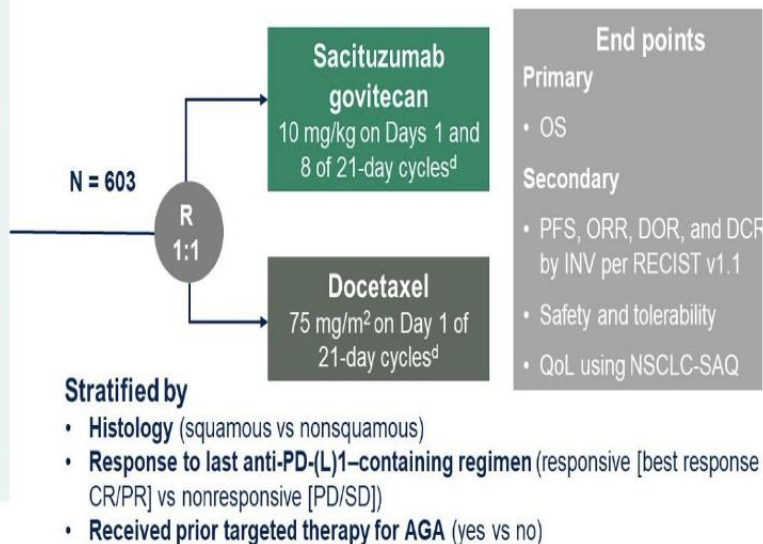 N = 603
R
1:1
Sacituzumab
govitecan
10 mg/kg on Days 1 and
8 of 21-day cyclesᵈ
Docetaxel
75 mg/m² on Day 1 of
21-day cyclesᵈ
End points
Primary
• OS
Secondary
• PFS, ORR, DOR, and DCR
by INV per RECIST v1.1
• Safety and tolerability
• QoL using NSCLC-SAQ
Stratified by
• Histology (squamous vs nonsquamous)
• Response to last anti-PD-(L)1–containing regimen (responsive [best response
CR/PR] vs nonresponsive [PD/SD])
• Received prior targeted therapy for AGA (yes vs no)